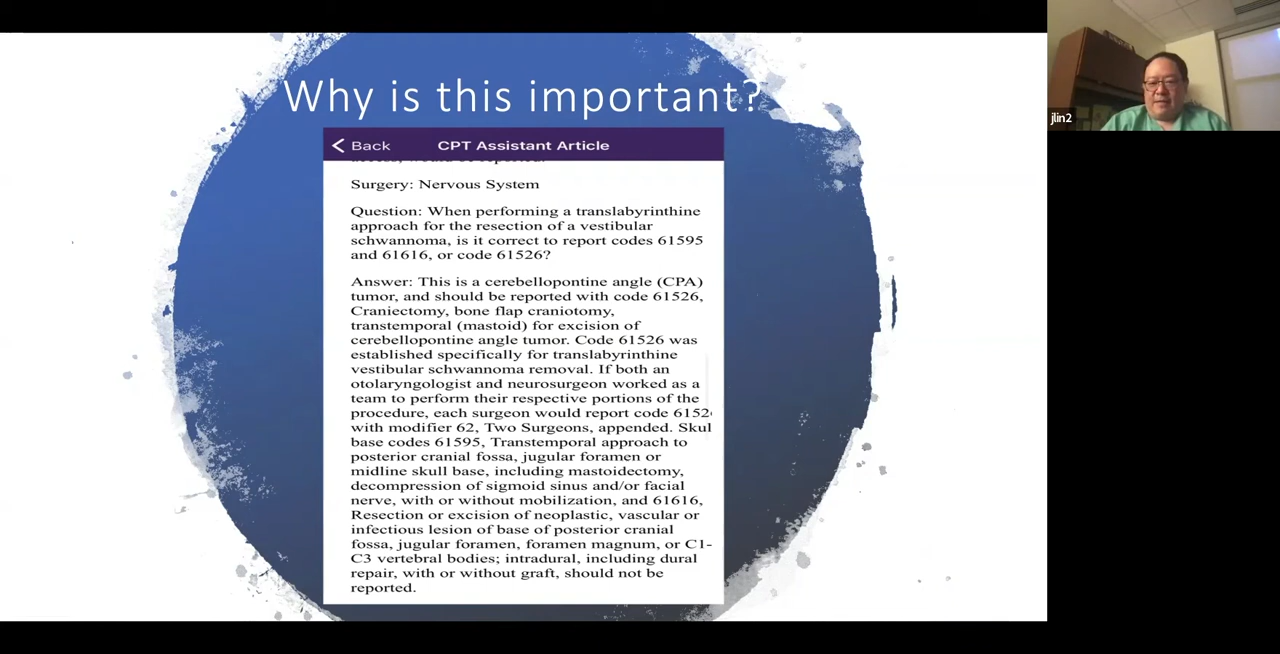 Why is this important?
Back
CPT Assistant Article
Surgery: Nervous System
Question: When performing a translabyrinthine
approach for the resection of a vestibular
schwannoma, is it correct to report codes 61595
and 61616, or code 61526?
Answer: This is a cerebellopontine angle (CPA)
tumor, and should be reported with code 61526,
Craniectomy, bone flap craniotomy,
transtemporal (mastoid) for excision of
cerebellopontine angle tumor. Code 61526 was
established specifically for translabyrinthine
vestibular schwannoma removal. If both an
otolaryngologist and neurosurgeon worked as a
team to perform their respective portions of the
procedure, each surgeon would report code 6152
with modifier 62, Two Surgeons, appended. Skul
base codes 61595, Transtemporal approach to
posterior cranial fossa, jugular foramen or
midline skull base, including mastoidectomy,
decompression of sigmoid sinus and/or facial
nerve, with or without mobilization, and 61616,
Resection or excision of neoplastic, vascular or
infectious lesion of base of posterior cranial
fossa, jugular foramen, foramen magnum, or C1-
C3 vertebral bodies; intradural, including dural
repair, with or without graft, should not be
reported.
jlin2